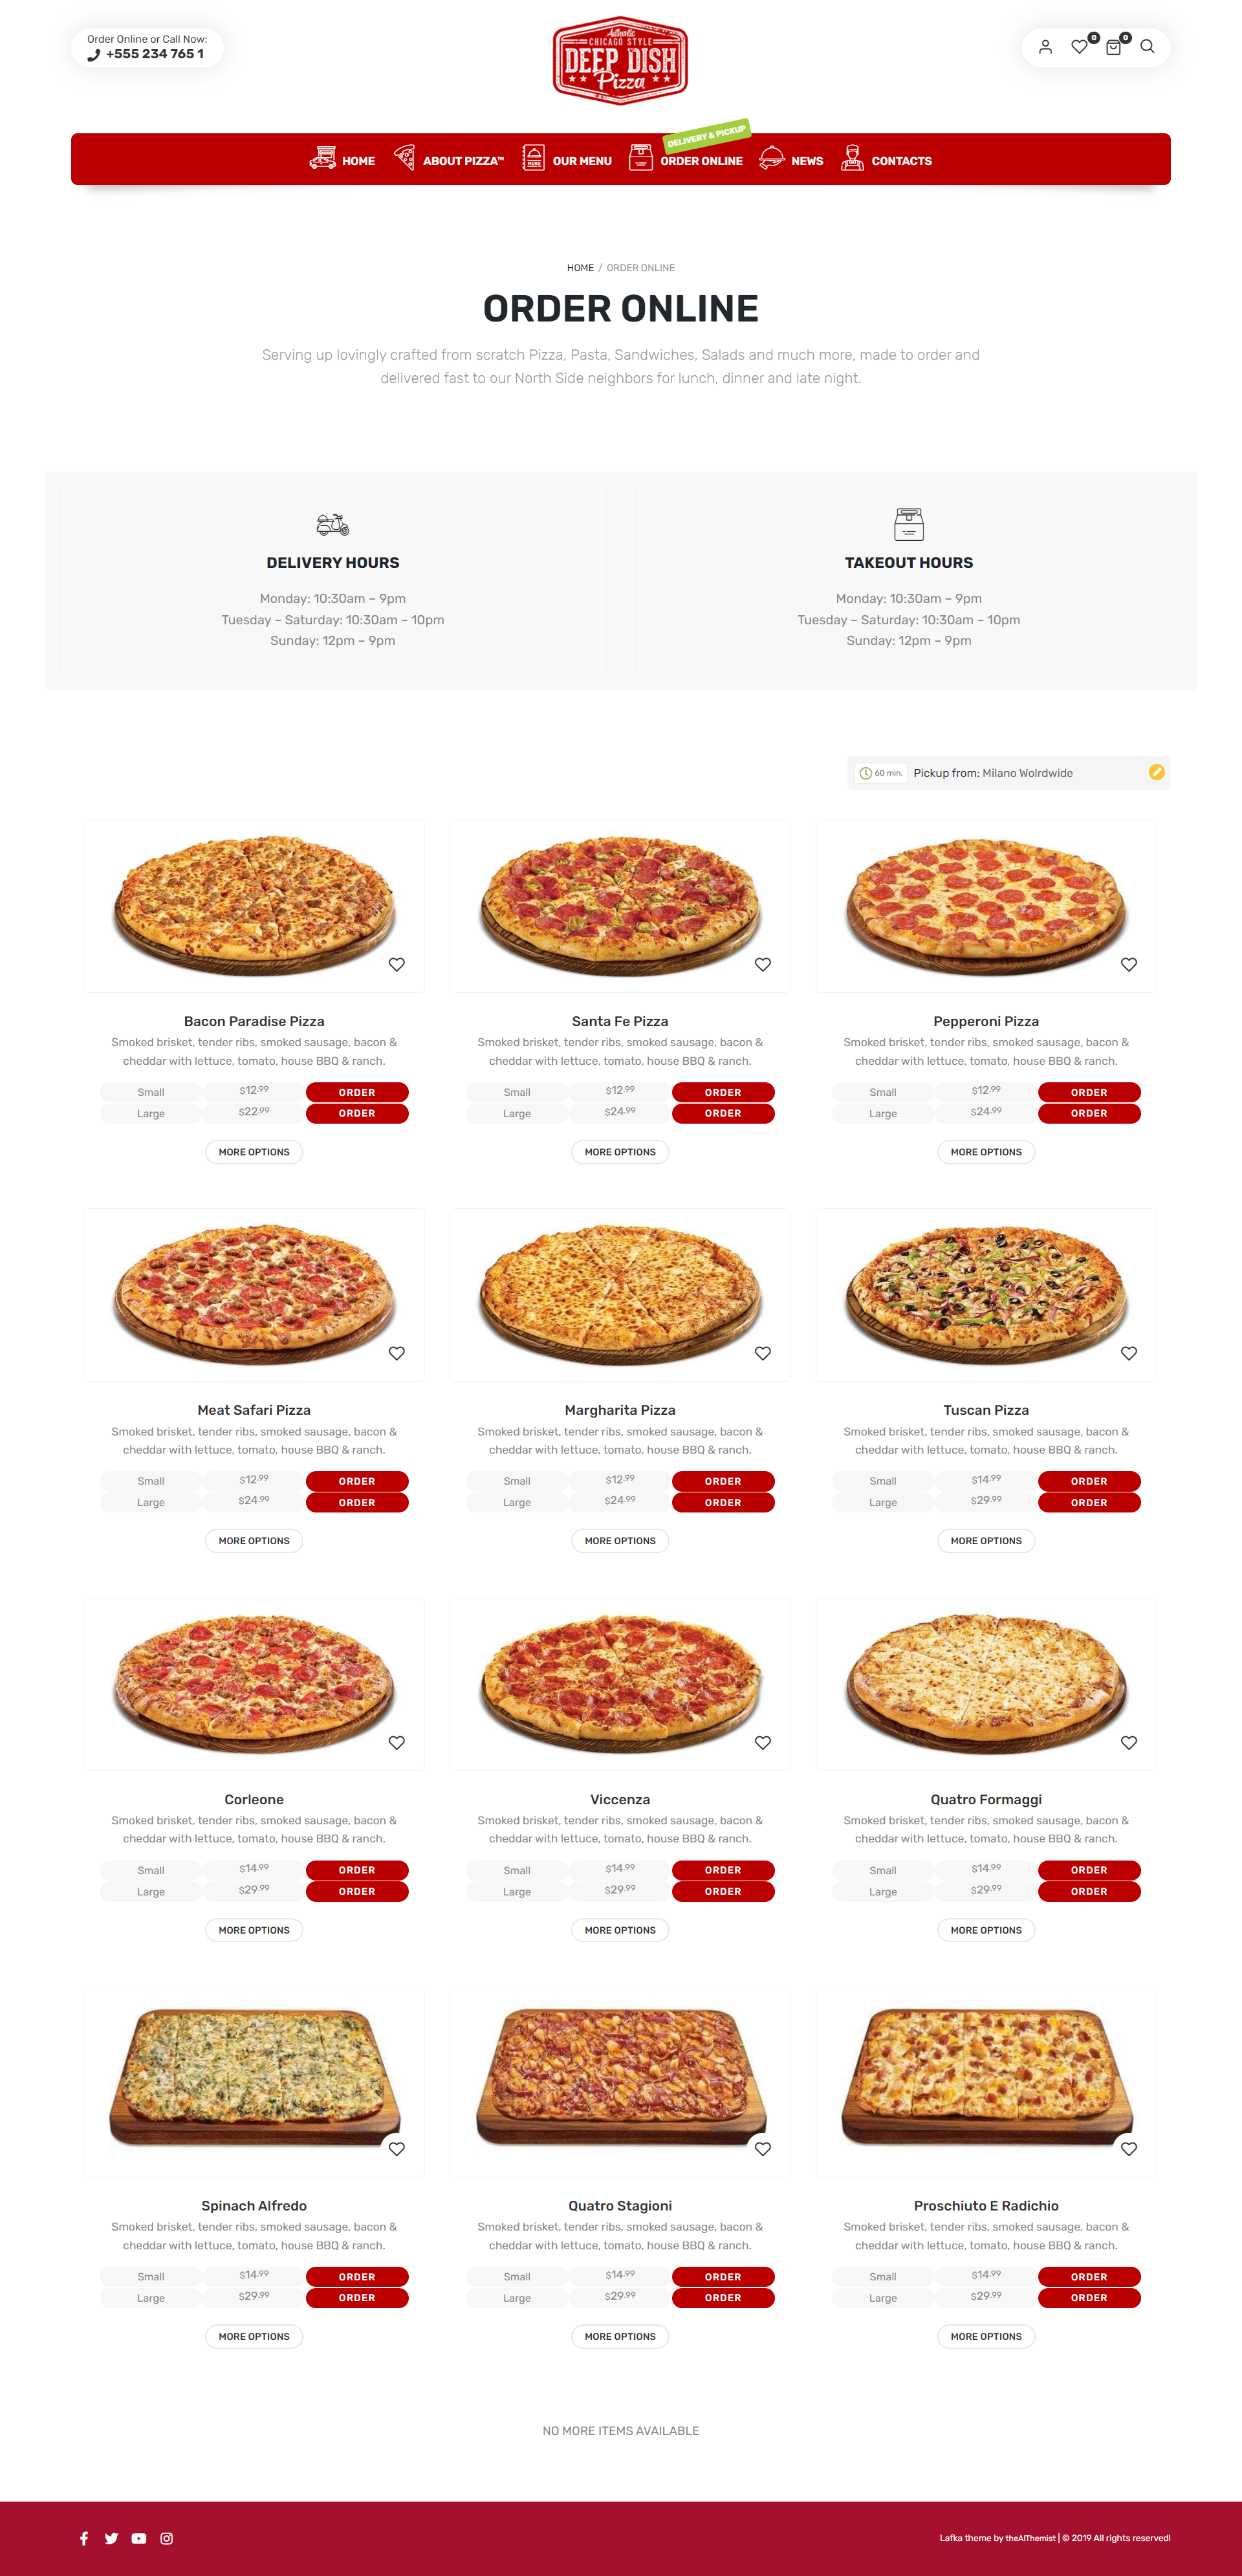 Order Online or Call Now:
+555 234 765 1
Authentic
CHICAGO STYLE
DEEP DISH
Pizza
0
0
DELIVERY & PICKUP
HOME
ABOUT PIZZA™
MENU
OUR MENU
ORDER ONLINE
NEWS
CONTACTS
HOME / ORDER ONLINE
ORDER ONLINE
Serving up lovingly crafted from scratch Pizza, Pasta, Sandwiches, Salads and much more, made to order and
delivered fast to our North Side neighbors for lunch, dinner and late night.
DELIVERY HOURS
Monday: 10:30am – 9pm
Tuesday – Saturday: 10:30am – 10pm
Sunday: 12pm – 9pm
TAKEOUT HOURS
Monday: 10:30am – 9pm
Tuesday – Saturday: 10:30am – 10pm
Sunday: 12pm – 9pm
60 min. Pickup from: Milano Wolrdwide
Bacon Paradise Pizza
Smoked brisket, tender ribs, smoked sausage, bacon &
cheddar with lettuce, tomato, house BBQ & ranch.
Small $12.99 ORDER
Large $22.99 ORDER
MORE OPTIONS
Santa Fe Pizza
Smoked brisket, tender ribs, smoked sausage, bacon &
cheddar with lettuce, tomato, house BBQ & ranch.
Small $12.99 ORDER
Large $24.99 ORDER
MORE OPTIONS
Pepperoni Pizza
Smoked brisket, tender ribs, smoked sausage, bacon &
cheddar with lettuce, tomato, house BBQ & ranch.
Small $12.99 ORDER
Large $24.99 ORDER
MORE OPTIONS
Meat Safari Pizza
Smoked brisket, tender ribs, smoked sausage, bacon &
cheddar with lettuce, tomato, house BBQ & ranch.
Small $12.99 ORDER
Large $24.99 ORDER
MORE OPTIONS
Margharita Pizza
Smoked brisket, tender ribs, smoked sausage, bacon &
cheddar with lettuce, tomato, house BBQ & ranch.
Small $12.99 ORDER
Large $24.99 ORDER
MORE OPTIONS
Tuscan Pizza
Smoked brisket, tender ribs, smoked sausage, bacon &
cheddar with lettuce, tomato, house BBQ & ranch.
Small $14.99 ORDER
Large $29.99 ORDER
MORE OPTIONS
Corleone
Smoked brisket, tender ribs, smoked sausage, bacon &
cheddar with lettuce, tomato, house BBQ & ranch.
Small $14.99 ORDER
Large $29.99 ORDER
MORE OPTIONS
Viccenza
Smoked brisket, tender ribs, smoked sausage, bacon &
cheddar with lettuce, tomato, house BBQ & ranch.
Small $14.99 ORDER
Large $29.99 ORDER
MORE OPTIONS
Quatro Formaggi
Smoked brisket, tender ribs, smoked sausage, bacon &
cheddar with lettuce, tomato, house BBQ & ranch.
Small $14.99 ORDER
Large $29.99 ORDER
MORE OPTIONS
Spinach Alfredo
Smoked brisket, tender ribs, smoked sausage, bacon &
cheddar with lettuce, tomato, house BBQ & ranch.
Small $14.99 ORDER
Large $29.99 ORDER
MORE OPTIONS
Quatro Stagioni
Smoked brisket, tender ribs, smoked sausage, bacon &
cheddar with lettuce, tomato, house BBQ & ranch.
Small $14.99 ORDER
Large $29.99 ORDER
MORE OPTIONS
Proschiuto E Radichio
Smoked brisket, tender ribs, smoked sausage, bacon &
cheddar with lettuce, tomato, house BBQ & ranch.
Small $14.99 ORDER
Large $29.99 ORDER
MORE OPTIONS
NO MORE ITEMS AVAILABLE
Lafka theme by theAlThemist | © 2019 All rights reserved!